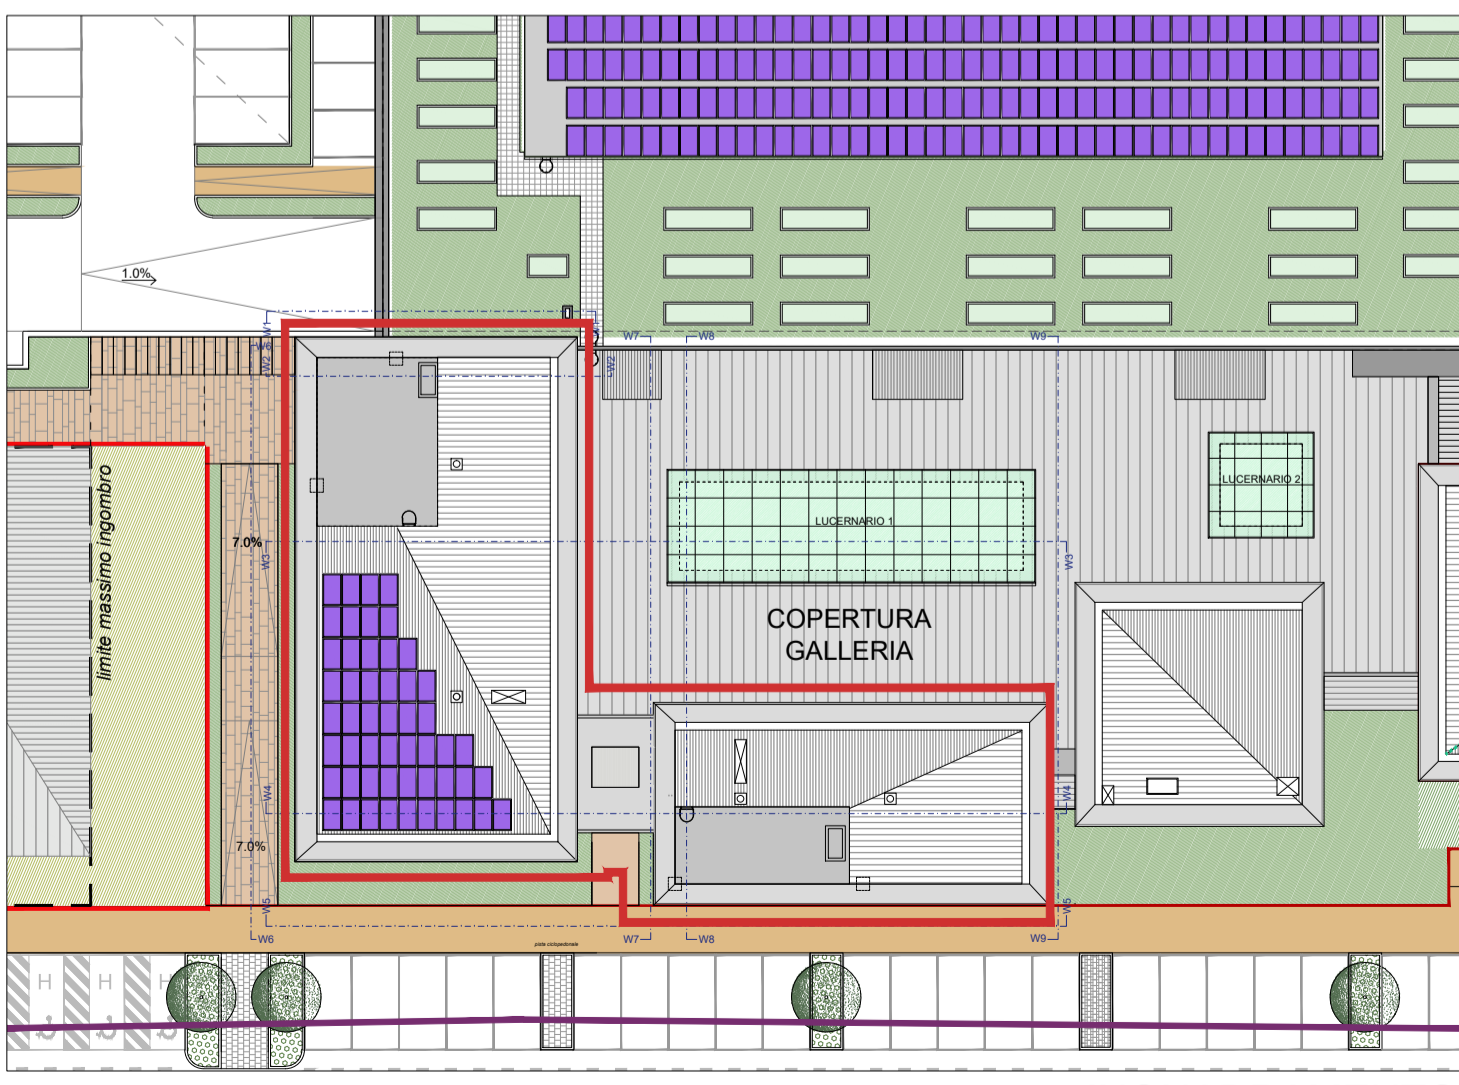 1.0%
W1
W6
W2
W2
W7
W8
W9
limite massimo ingombro
LUCERNARIO 2
LUCERNARIO 1
7.0%
W3
W3
COPERTURA
GALLERIA
W4
W4
7.0%
W5
W5
W6
W7
W8
W9
pista ciclopedonale
H
H
H